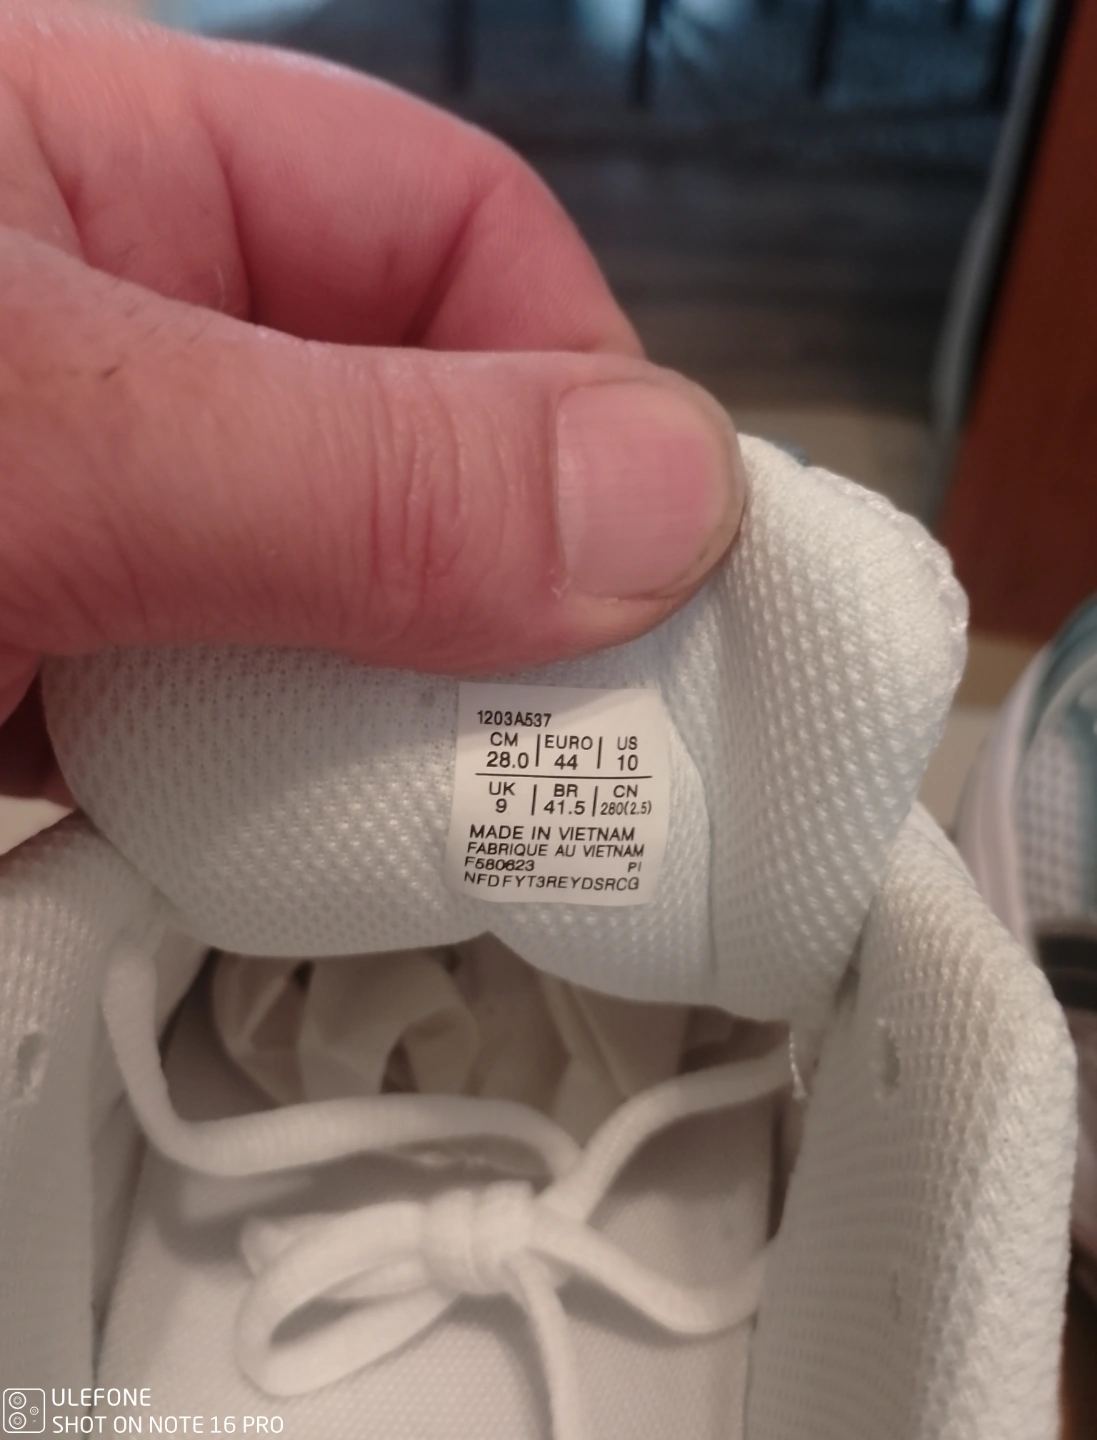 1203A537
CM | EURO | US
28.0 | 44 | 10
UK | BR | CN
9 | 41.5 | 280(2.5)
MADE IN VIETNAM
FABRIQUE AU VIETNAM
F580623 PI
NFDFYT3REYDSRCG
ULEFONE
SHOT ON NOTE 16 PRO